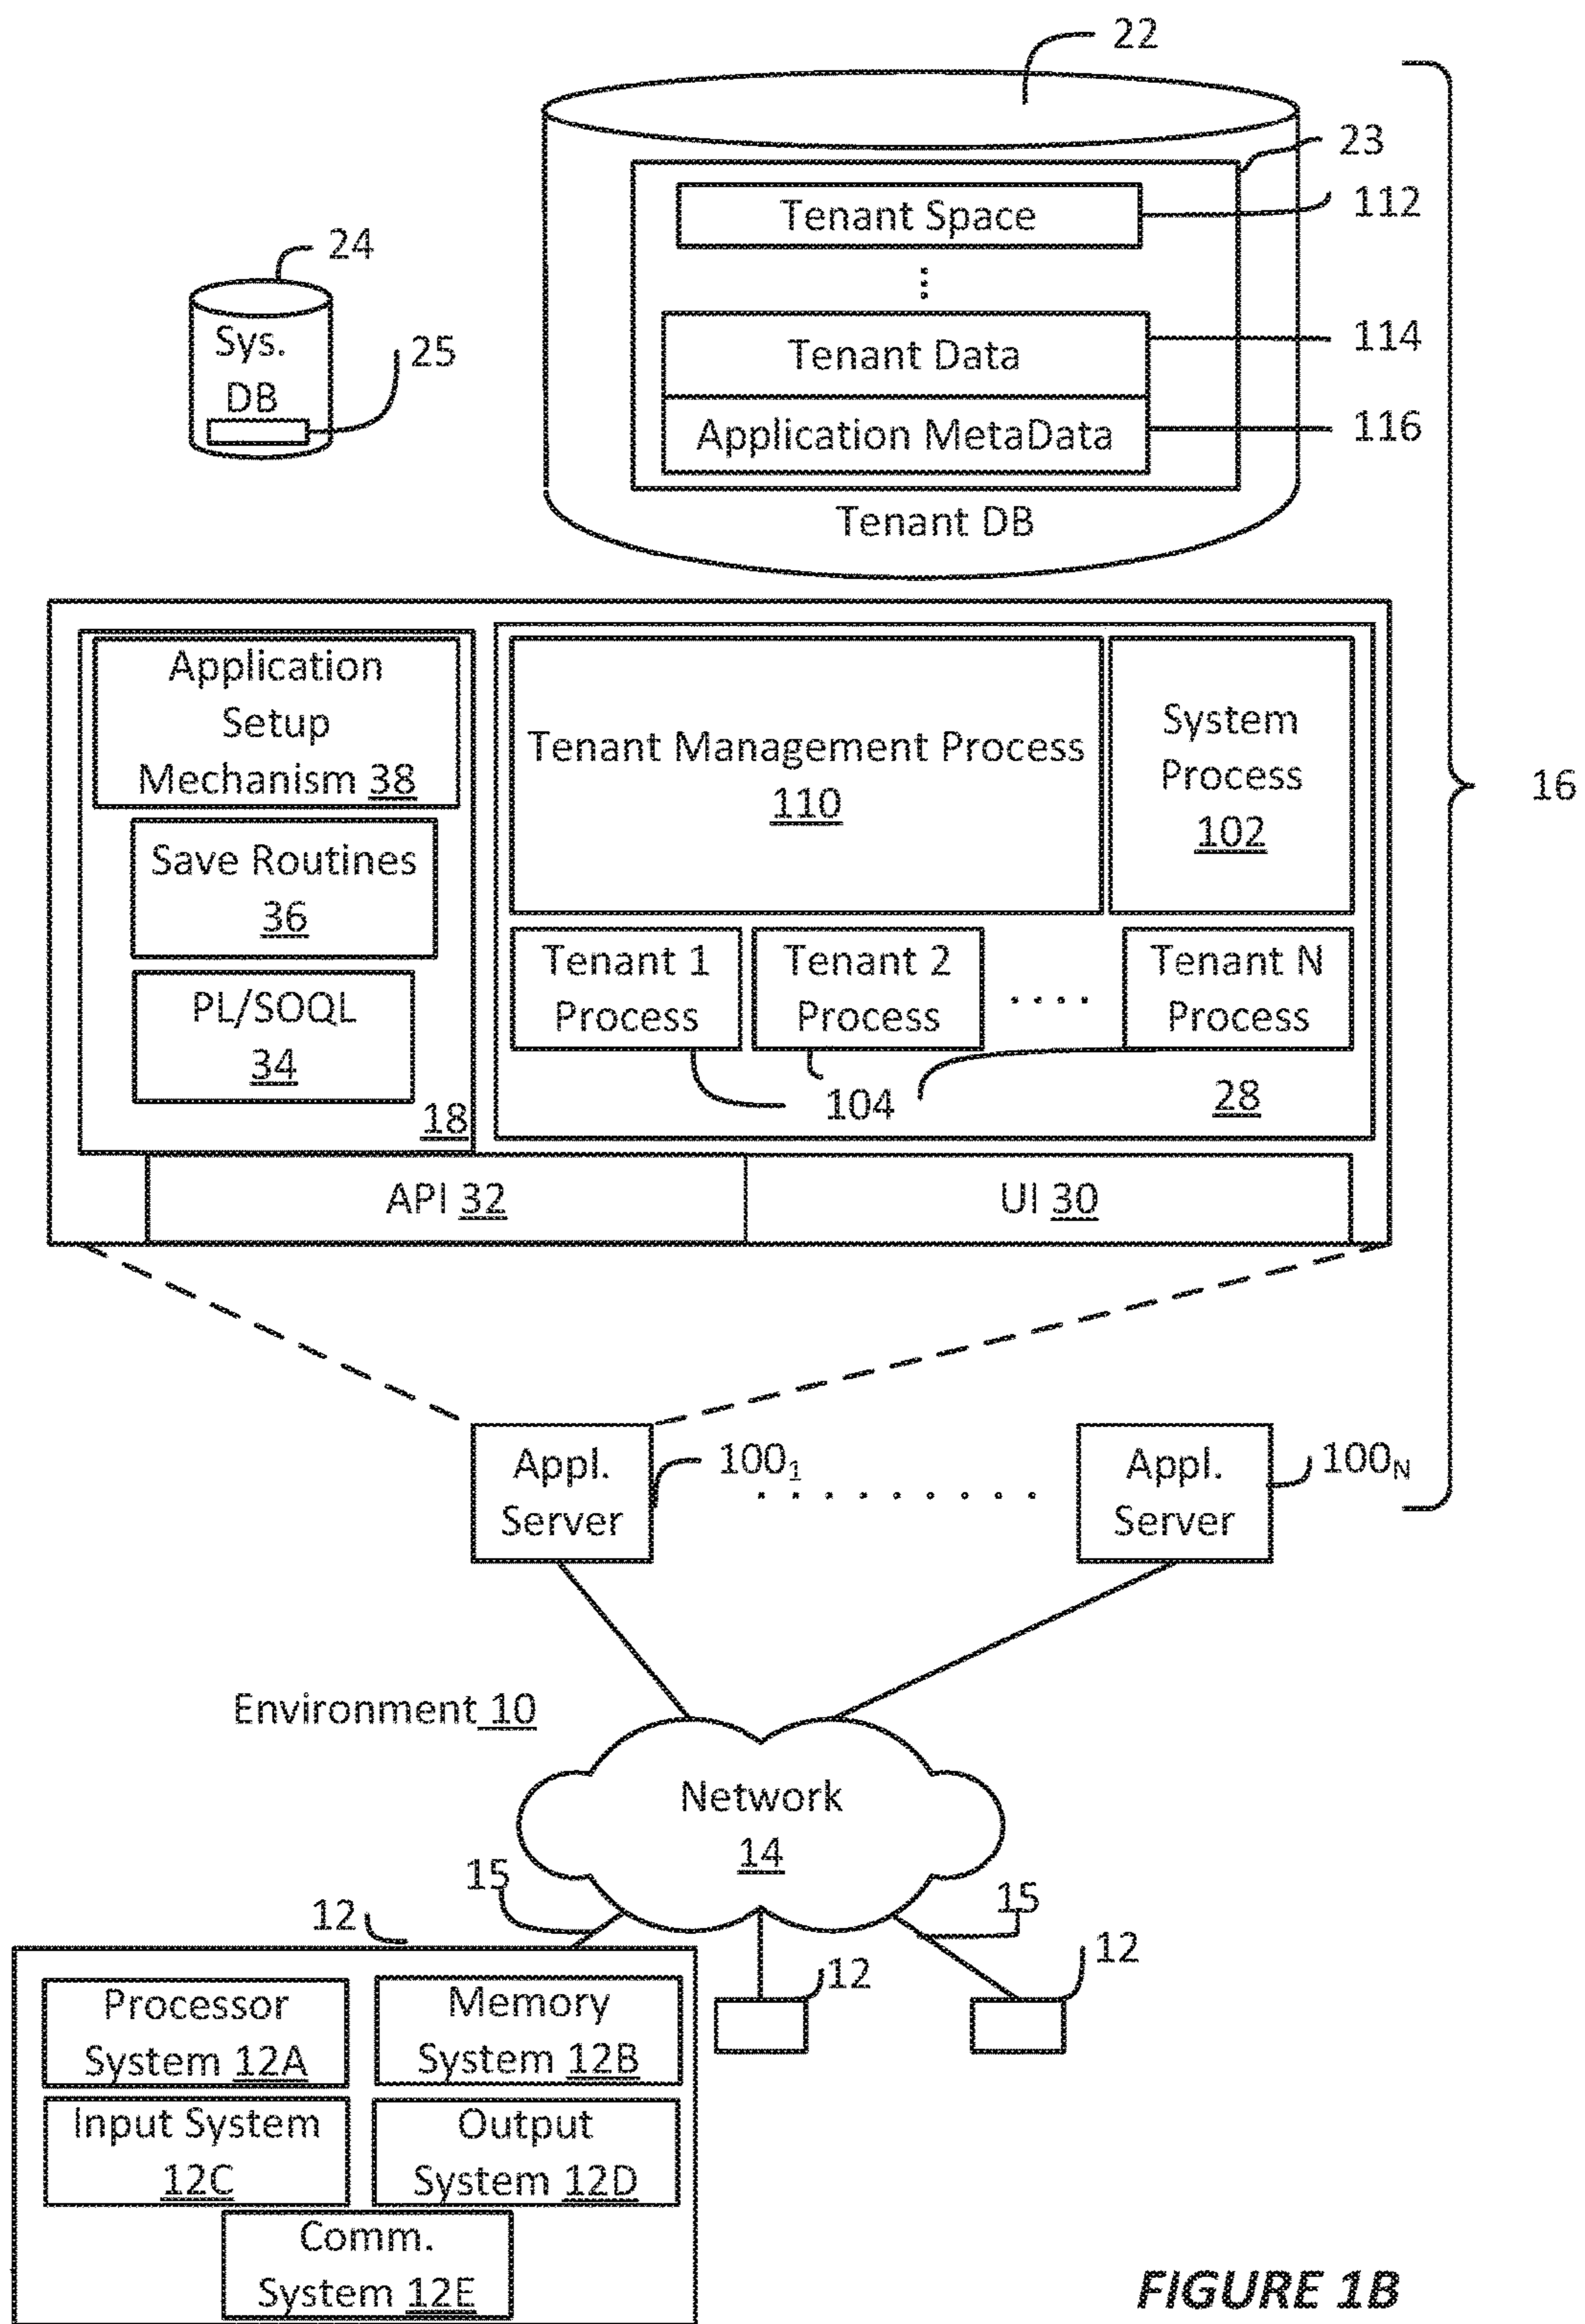 22
23
Tenant Space
112
24
Sys.
DB
25
Tenant Data
114
Application MetaData
116
Tenant DB
Application
Setup
Mechanism 38
Save Routines
36
PL/SOQL
34
18
Tenant Management Process
110
System
Process
102
Tenant 1
Process
Tenant 2
Process
....
Tenant N
Process
104
28
16
API 32
UI 30
Appl.
Server
100₁
.........
Appl.
Server
100ₙ
Environment 10
Network
14
15
15
12
12
12
Processor
System 12A
Memory
System 12B
Input System
12C
Output
System 12D
Comm.
System 12E
FIGURE 1B